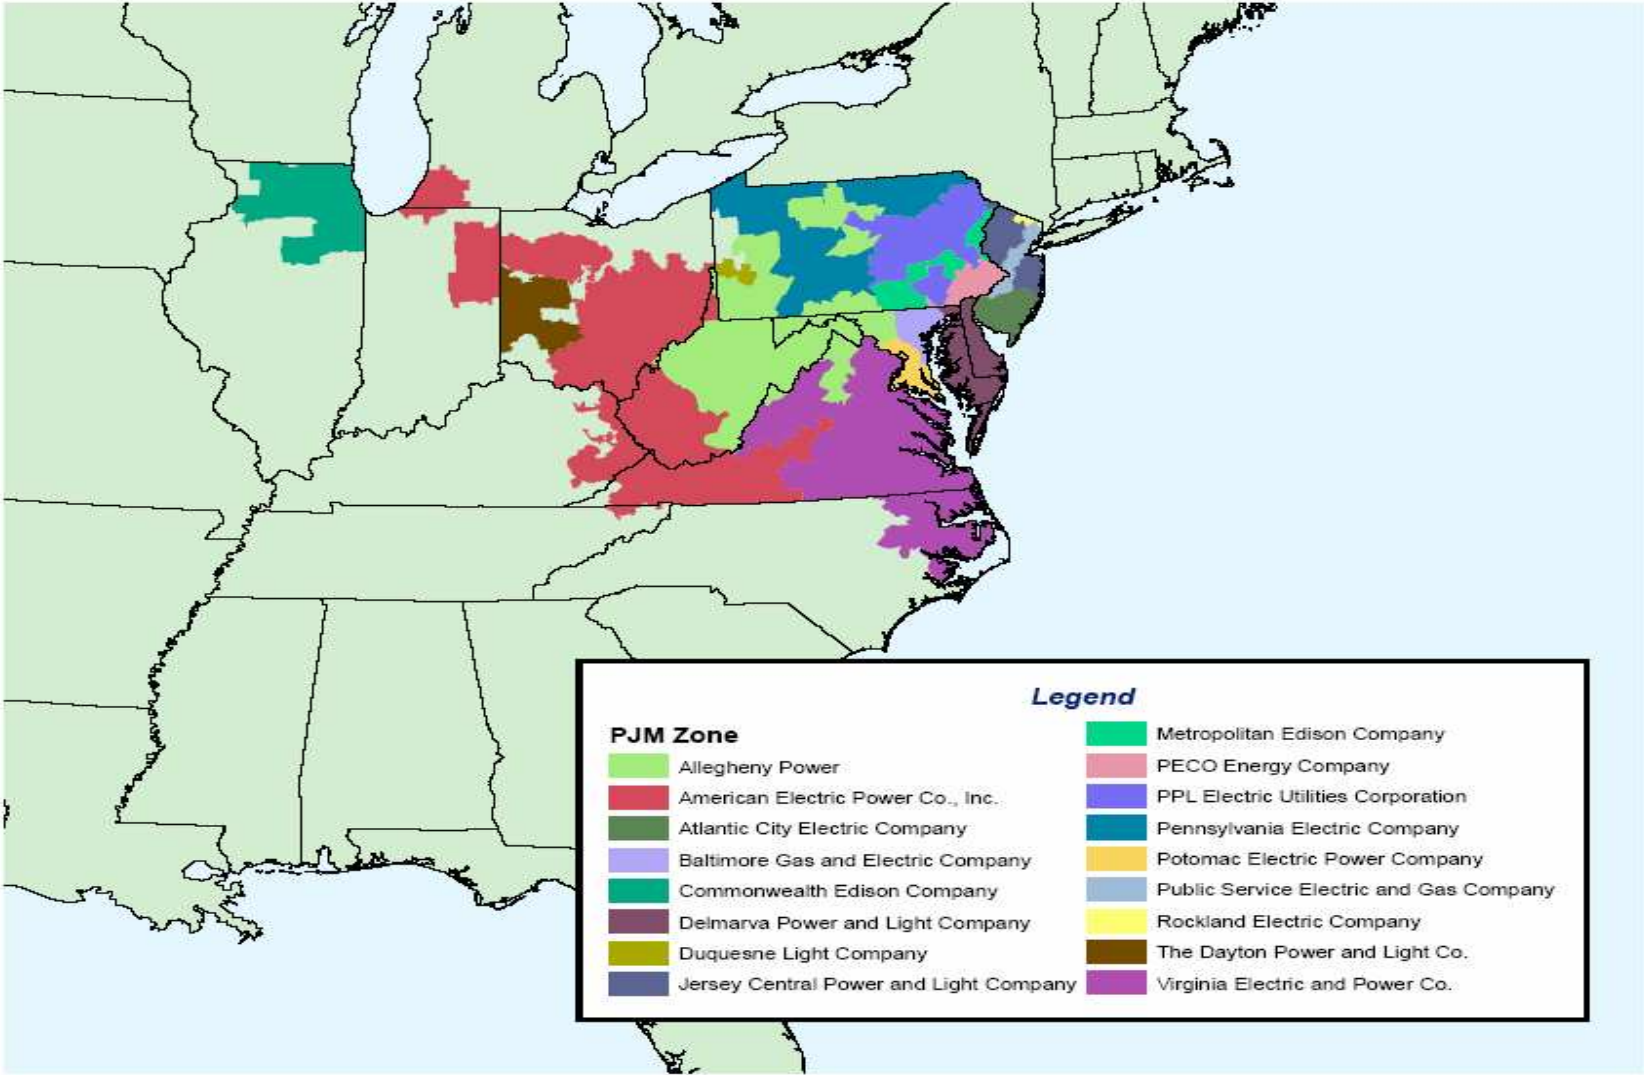 Legend
PJM Zone
Allegheny Power
American Electric Power Co., Inc.
Atlantic City Electric Company
Baltimore Gas and Electric Company
Commonwealth Edison Company
Delmarva Power and Light Company
Duquesne Light Company
Jersey Central Power and Light Company
Metropolitan Edison Company
PECO Energy Company
PPL Electric Utilities Corporation
Pennsylvania Electric Company
Potomac Electric Power Company
Public Service Electric and Gas Company
Rockland Electric Company
The Dayton Power and Light Co.
Virginia Electric and Power Co.